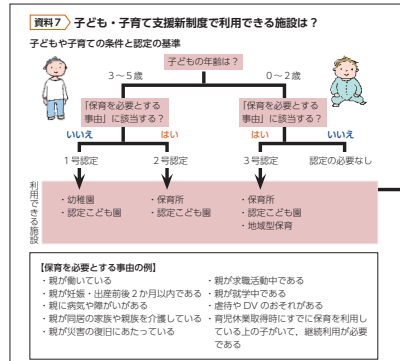 資料7 子ども・子育て支援新制度で利用できる施設は？
子どもや子育ての条件と認定の基準
子どもの年齢は？
3～5歳
0～2歳
「保育を必要とする
事由」に該当する？
「保育を必要とする
事由」に該当する？
いいえ
はい
はい
いいえ
1号認定
2号認定
3号認定
認定の必要なし
利用できる施設
・幼稚園
・認定こども園
・保育所
・認定こども園
・保育所
・認定こども園
・地域型保育
【保育を必要とする事由の例】
・親が働いている
・親が妊娠・出産前後2か月以内である
・親に病気や障がいがある
・親が同居の家族や親族を介護している
・親が災害の復旧にあたっている
・親が求職活動中である
・親が就学中である
・虐待やDVのおそれがある
・育児休業取得時にすでに保育を利用し
ている上の子がいて，継続利用が必要
である